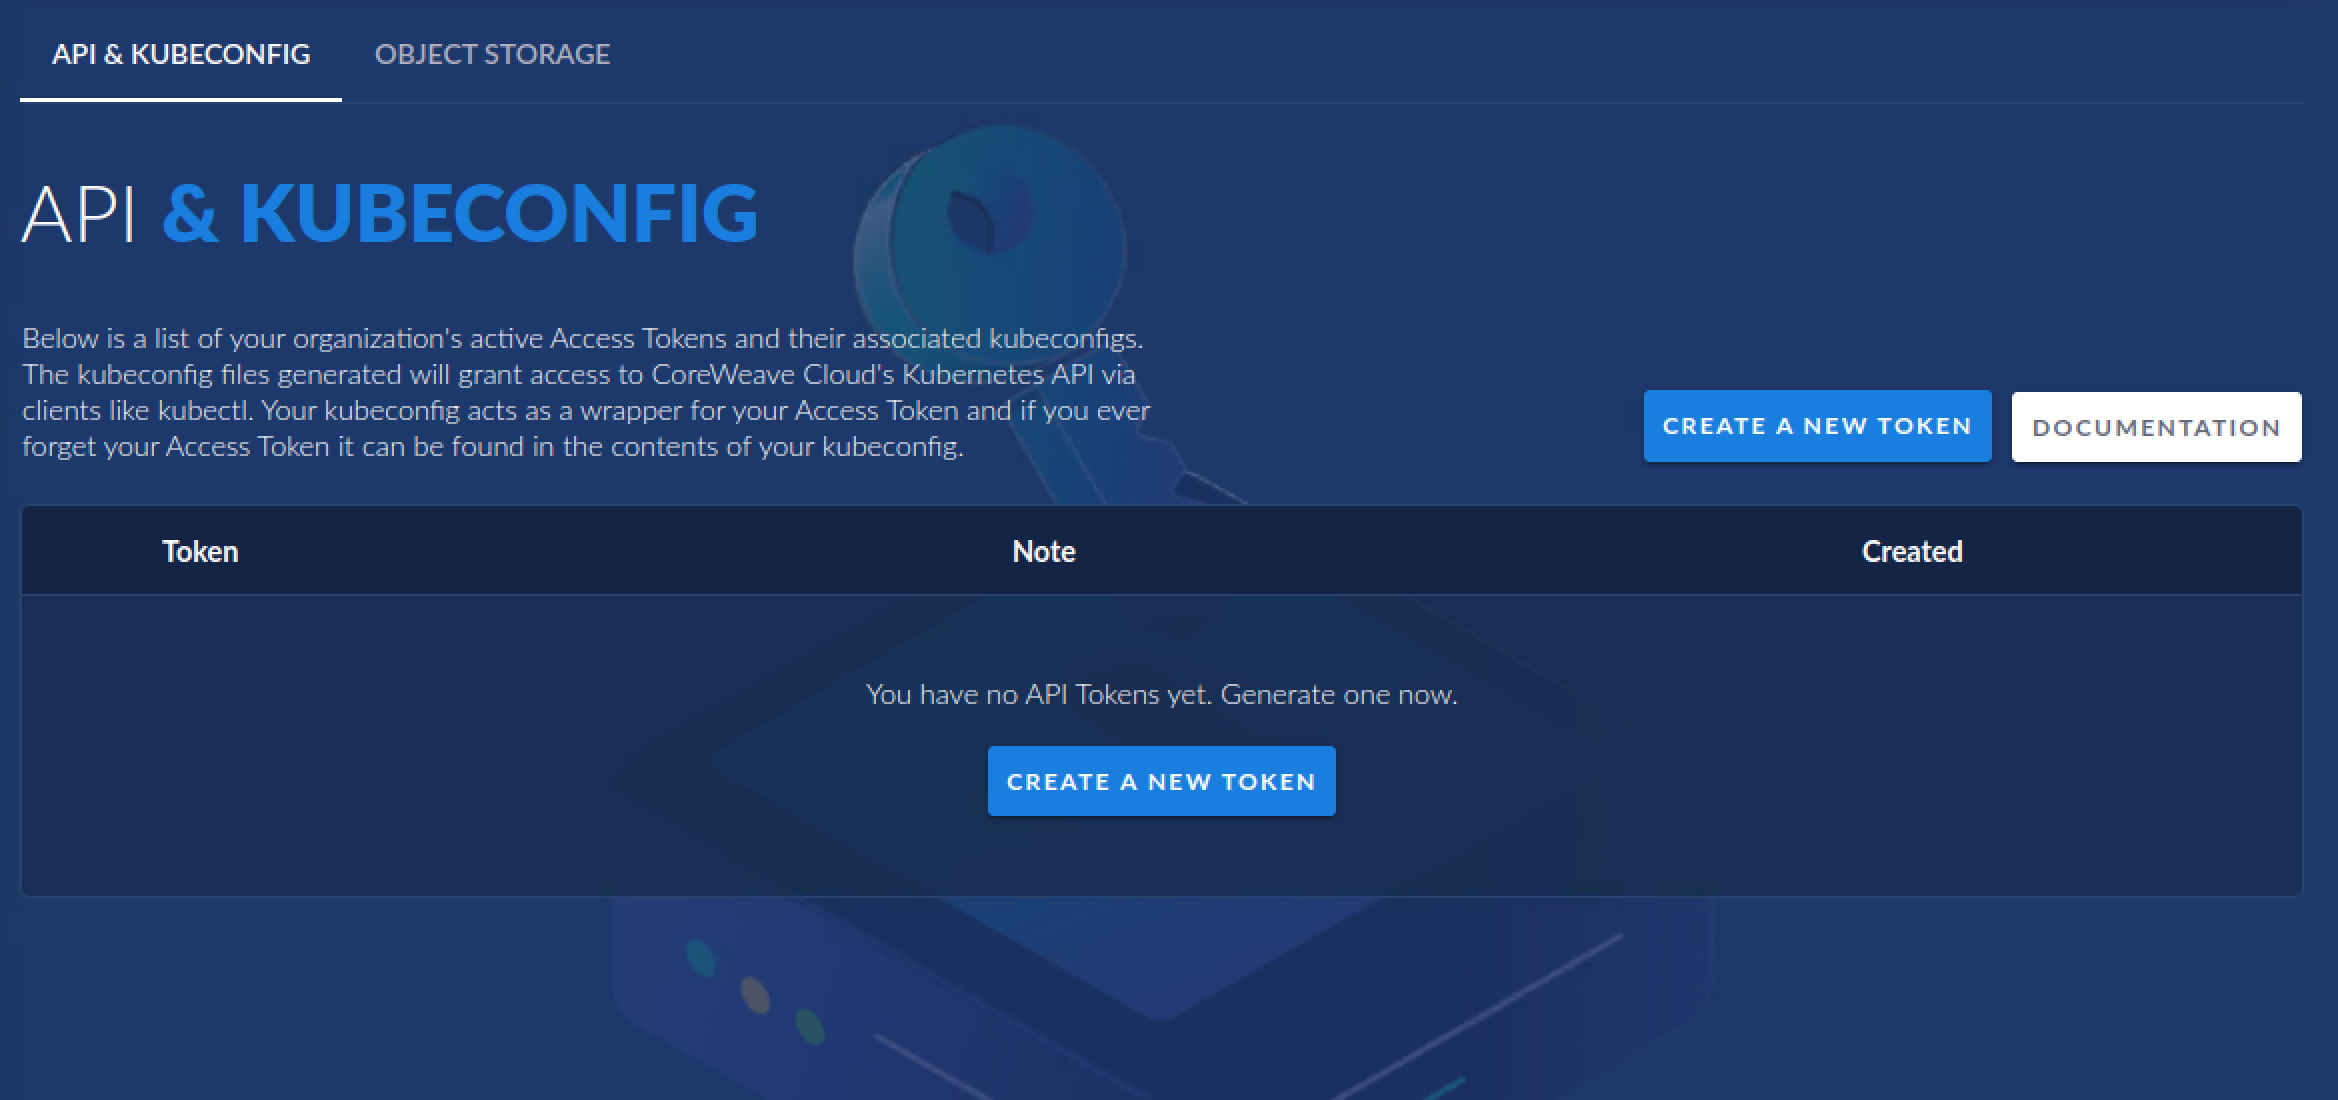 API & KUBECONFIG
OBJECT STORAGE
API & KUBECONFIG
Below is a list of your organization's active Access Tokens and their associated kubeconfigs.
The kubeconfig files generated will grant access to CoreWeave Cloud's Kubernetes API via
clients like kubectl. Your kubeconfig acts as a wrapper for your Access Token and if you ever
forget your Access Token it can be found in the contents of your kubeconfig.
CREATE A NEW TOKEN
DOCUMENTATION
Token
Note
Created
You have no API Tokens yet. Generate one now.
CREATE A NEW TOKEN